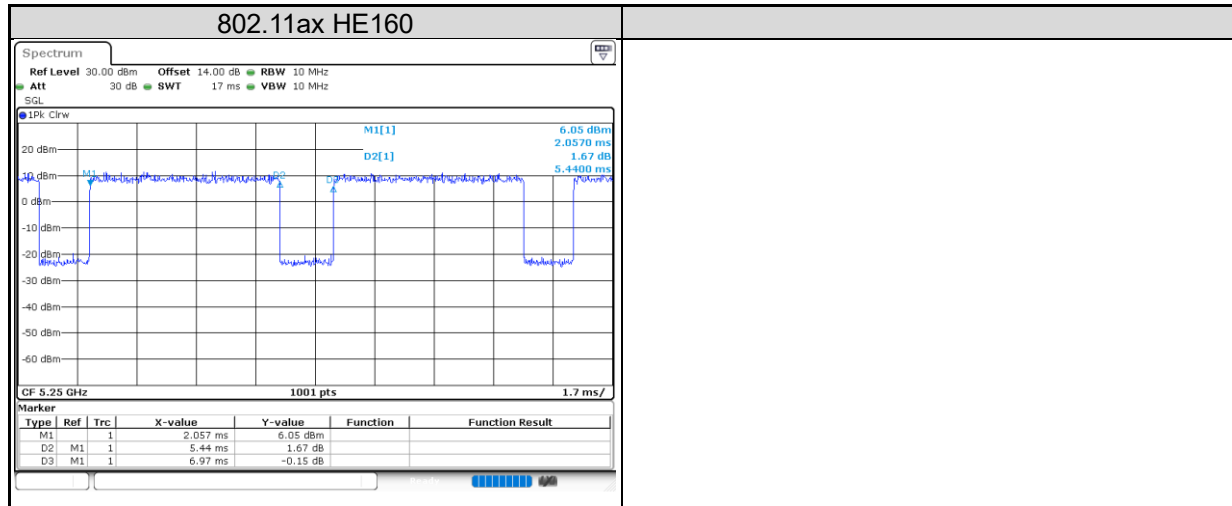 802.11ax HE160
Spectrum
Ref Level 30.00 dBm Offset 14.00 dB RBW 10 MHz
Att 30 dB SWT 17 ms VBW 10 MHz
SGL
1Pk Clrw
M1[1] 6.05 dBm
2.0570 ms
20 dBm
D2[1] 1.67 dB
5.4400 ms
10 dBm
M1
D2
0 dBm
-10 dBm
-20 dBm
-30 dBm
-40 dBm
-50 dBm
-60 dBm
CF 5.25 GHz 1001 pts 1.7 ms/
Marker
Type Ref Trc X-value Y-value Function Function Result
M1 1 2.057 ms 6.05 dBm
D2 M1 1 5.44 ms 1.67 dB
D3 M1 1 6.97 ms -0.15 dB